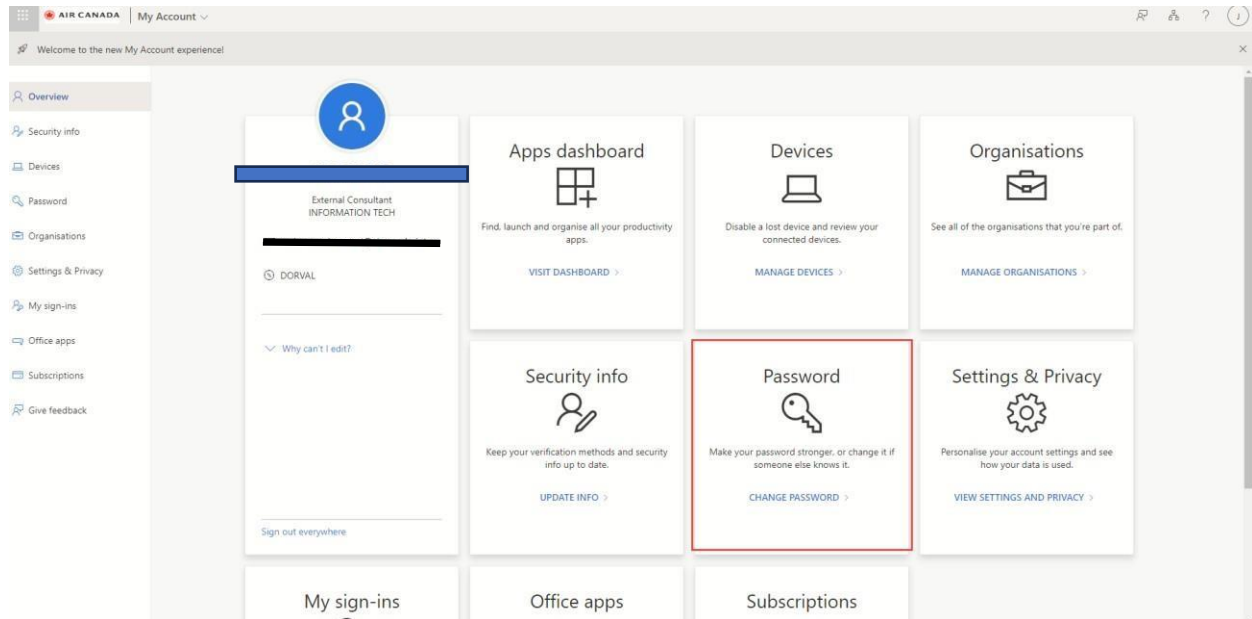 AIR CANADA
My Account
?
J
Welcome to the new My Account experience!
Overview
Security info
Devices
Password
Organisations
Settings & Privacy
My sign-ins
Office apps
Subscriptions
Give feedback
External Consultant
INFORMATION TECH
DORVAL
Why can't I edit?
Sign out everywhere
Apps dashboard
Find, launch and organise all your productivity
apps.
VISIT DASHBOARD >
Devices
Disable a lost device and review your
connected devices.
MANAGE DEVICES >
Organisations
See all of the organisations that you're part of.
MANAGE ORGANISATIONS >
Security info
Keep your verification methods and security
info up to date.
UPDATE INFO >
Password
Make your password stronger, or change it if
someone else knows it.
CHANGE PASSWORD >
Settings & Privacy
Personalise your account settings and see
how your data is used.
VIEW SETTINGS AND PRIVACY >
My sign-ins
Office apps
Subscriptions